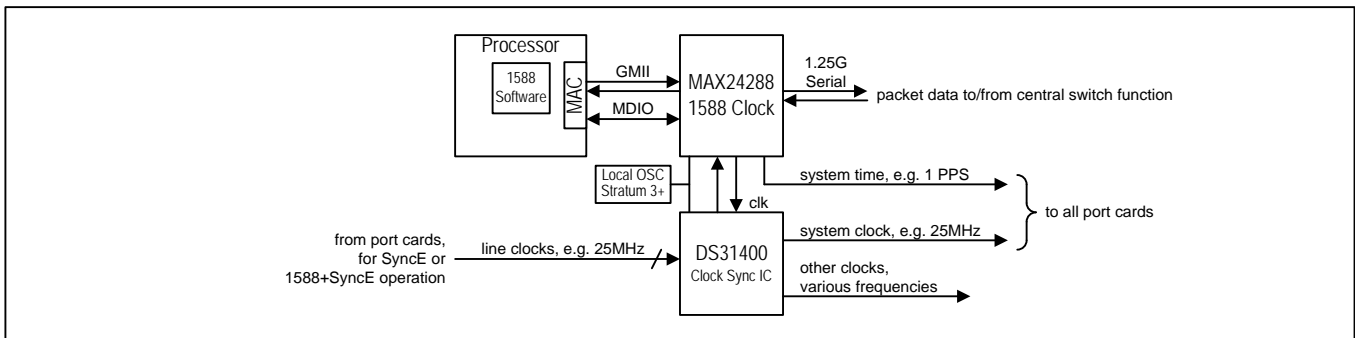 Processor
1588
Software
MAC
GMII
MDIO
MAX24288
1588 Clock
1.25G
Serial
packet data to/from central switch function
Local OSC
Stratum 3+
clk
system time, e.g. 1 PPS
system clock, e.g. 25MHz
to all port cards
from port cards,
for SyncE or
1588+SyncE operation
line clocks, e.g. 25MHz
DS31400
Clock Sync IC
other clocks,
various frequencies